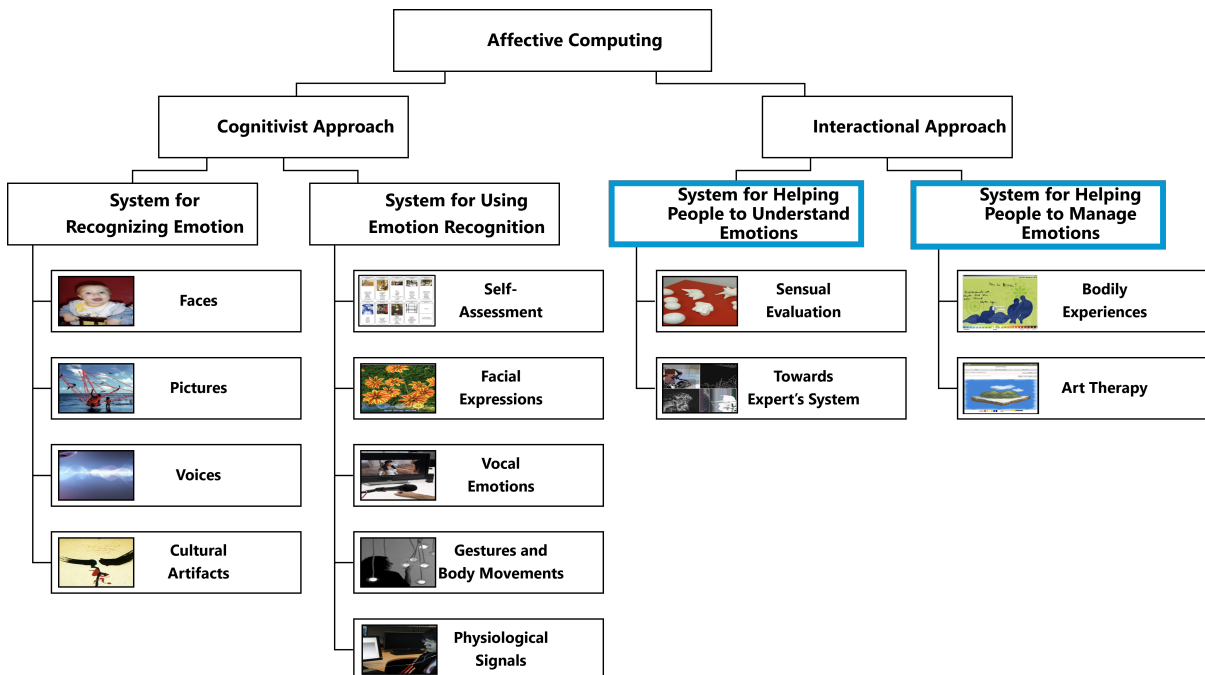 Affective Computing
Cognitivist Approach
Interactional Approach
System for
Recognizing Emotion
System for Using
Emotion Recognition
System for Helping
People to Understand
Emotions
System for Helping
People to Manage
Emotions
Faces
Pictures
Voices
Cultural
Artifacts
Self-
Assessment
Facial
Expressions
Vocal
Emotions
Gestures and
Body Movements
Physiological
Signals
Sensual
Evaluation
Towards
Expert's System
Bodily
Experiences
Art Therapy